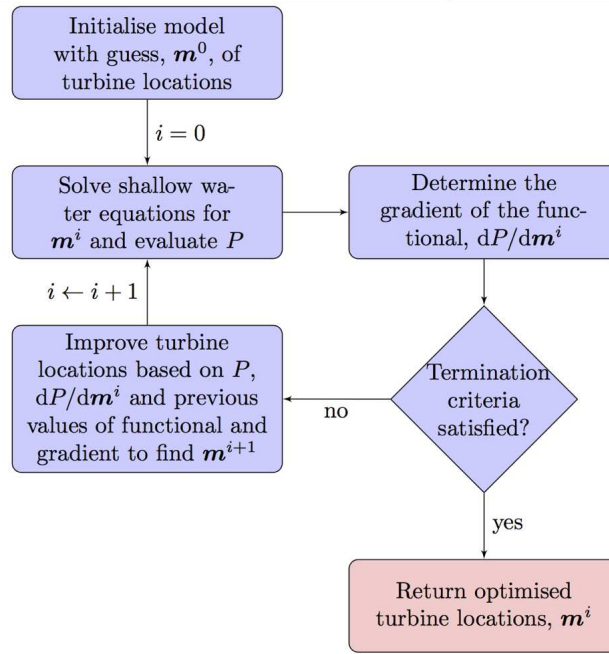 Initialise model
with guess, m⁰, of
turbine locations
i = 0
Solve shallow wa-
ter equations for
mⁱ and evaluate P
Determine the
gradient of the func-
tional, dP/dmⁱ
i ← i + 1
Improve turbine
locations based on P,
dP/dmⁱ and previous
values of functional and
gradient to find mⁱ⁺¹
no
Termination
criteria
satisfied?
yes
Return optimised
turbine locations, mⁱ